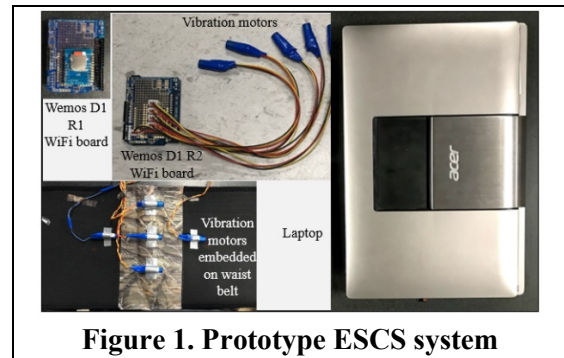 Vibration motors
Wemos D1
R1
WiFi board
Wemos D1 R2
WiFi board
Vibration
motors
embedded
on waist
belt
Laptop
acer
Figure 1. Prototype ESCS system